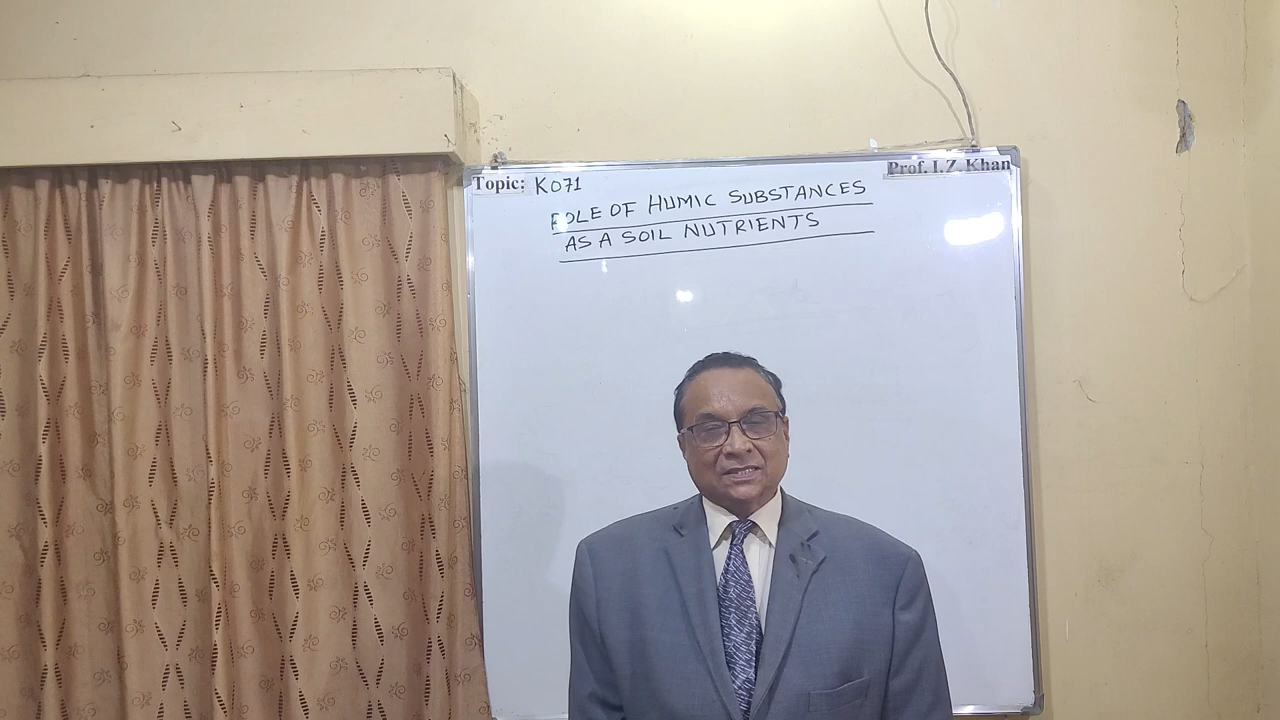 Topic: K071
Prof. I.Z. Khan
ROLE OF HUMIC SUBSTANCES
AS A SOIL NUTRIENTS